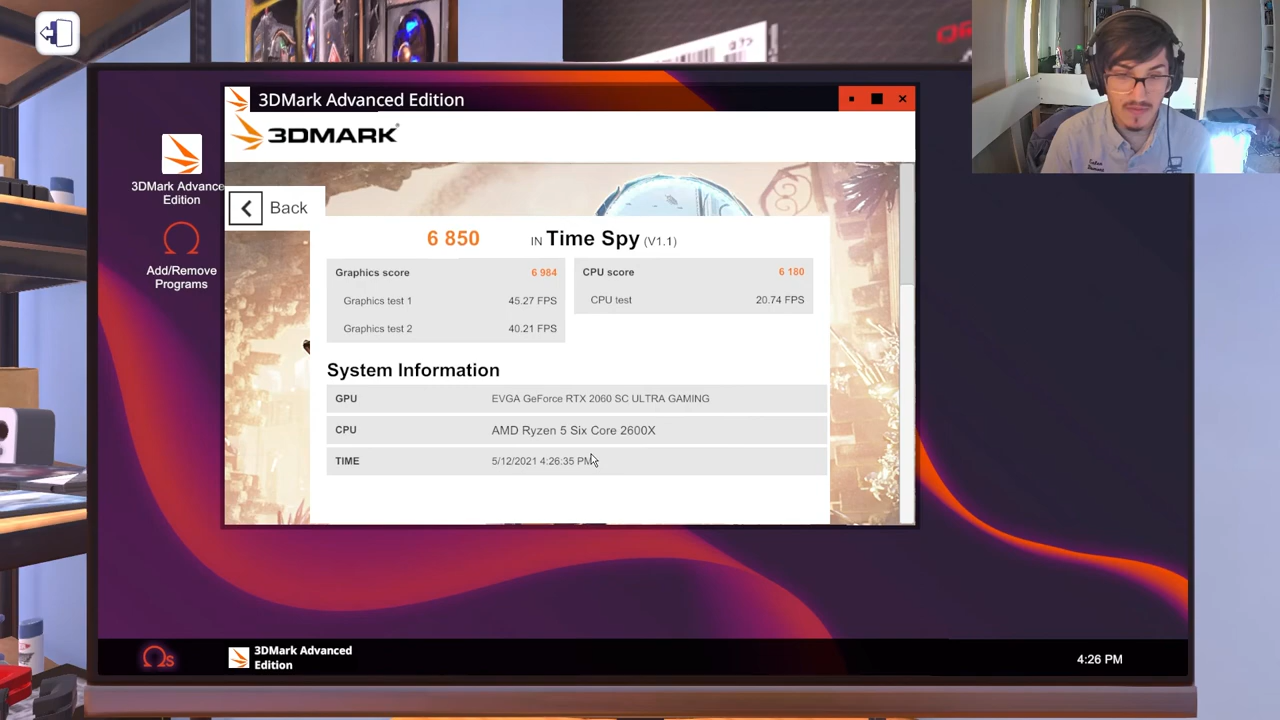 3DMark Advanced Edition
3DMARK
3DMark Advance
Edition
Add/Remove
Programs
Back
6 850 IN Time Spy (V1.1)
Graphics score 6 984
Graphics test 1 45.27 FPS
Graphics test 2 40.21 FPS
CPU score 6 180
CPU test 20.74 FPS
System Information
GPU EVGA GeForce RTX 2060 SC ULTRA GAMING
CPU AMD Ryzen 5 Six Core 2600X
TIME 5/12/2021 4:26:35 PM
Ωs
3DMark Advanced
Edition
4:26 PM